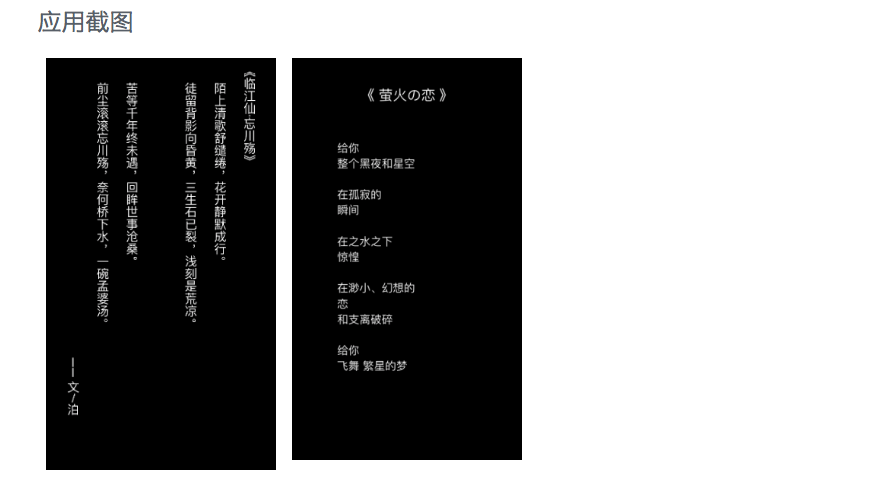 应用截图
《临江仙·忘川殇》
陌上清歌舒缱绻，花开静默成行。
徒留背影向昏黄，三生石已裂，浅刻是荒凉。
苦等千年终未遇，回眸世事沧桑。
前尘滚滚忘川殇，奈何桥下水，一碗孟婆汤。
——文/泊
《 萤火の恋 》
给你
整个黑夜和星空
在孤寂的
瞬间
在之水之下
惊惶
在渺小、幻想的
恋
和支离破碎
给你
飞舞 繁星的梦